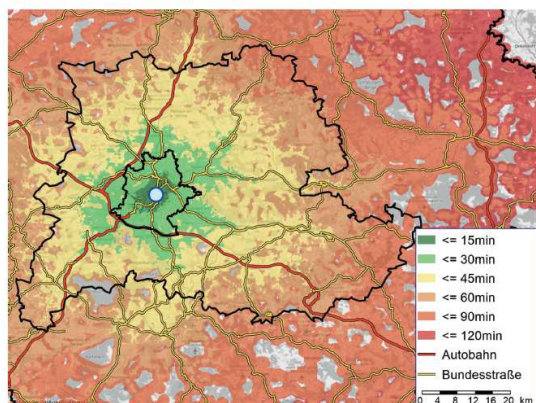 <= 15min
<= 30min
<= 45min
<= 60min
<= 90min
<= 120min
Autobahn
Bundesstraße
0 4 8 12 16 20 km